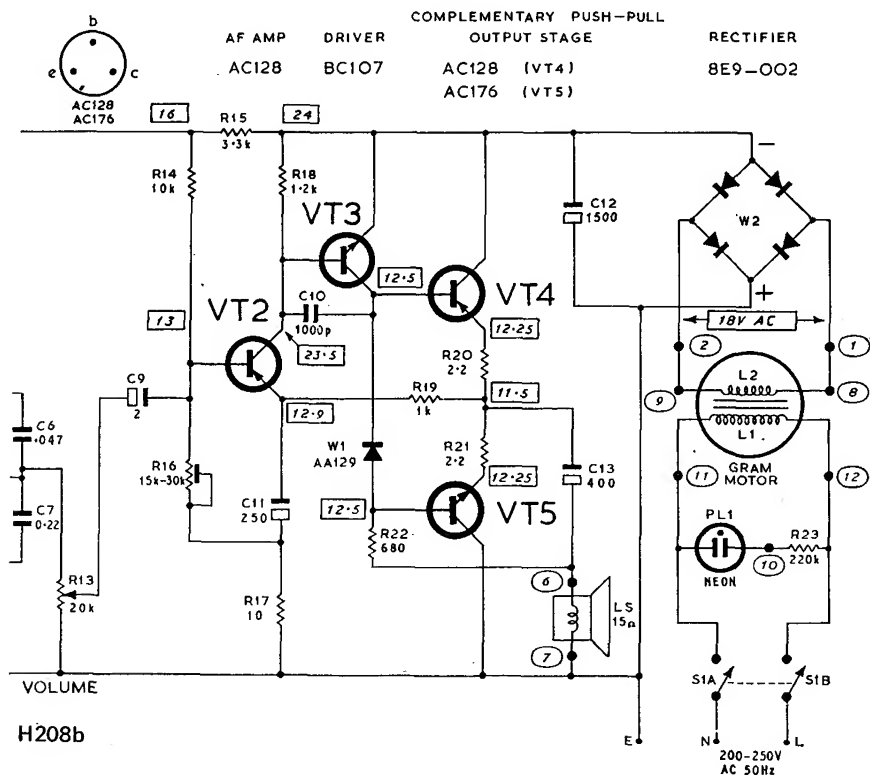 COMPLEMENTARY PUSH-PULL
b
AF AMP DRIVER OUTPUT STAGE RECTIFIER
AC128 BC107 AC128 (VT4) 8E9-002
e c
AC176 (VT5)
AC128
AC176
16 R15 24
3·3k
R14
10k
R18
1·2k
VT3
C12
1500
W2
12·5
VT4
VT2
C10
1000p
+
−
18V AC
13
12·25
2 1
23·5
R20
2·2
L2
C9
2
R19
1k
11·5
9 8
12·9
L1
C6
·047
W1
AA129
R21
2·2
GRAM
MOTOR
R16
15k-30k
C13
400
11 12
12·25
C7
0·22
C11
250
12·5
VT5
PL1
R22
680
R23
220k
10
NEON
R13
20k
6
R17
10
LS
15Ω
7
S1A S1B
VOLUME
H208b
E N L
200-250V
AC 50Hz